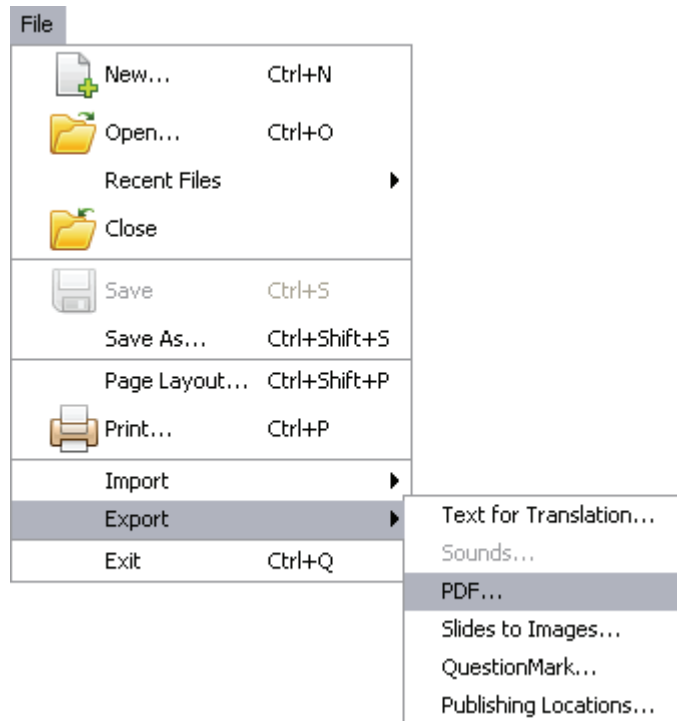 File
New... Ctrl+N
Open... Ctrl+O
Recent Files
Close
Save Ctrl+S
Save As... Ctrl+Shift+S
Page Layout... Ctrl+Shift+P
Print... Ctrl+P
Import
Export
Exit Ctrl+Q
Text for Translation...
Sounds...
PDF...
Slides to Images...
QuestionMark...
Publishing Locations...